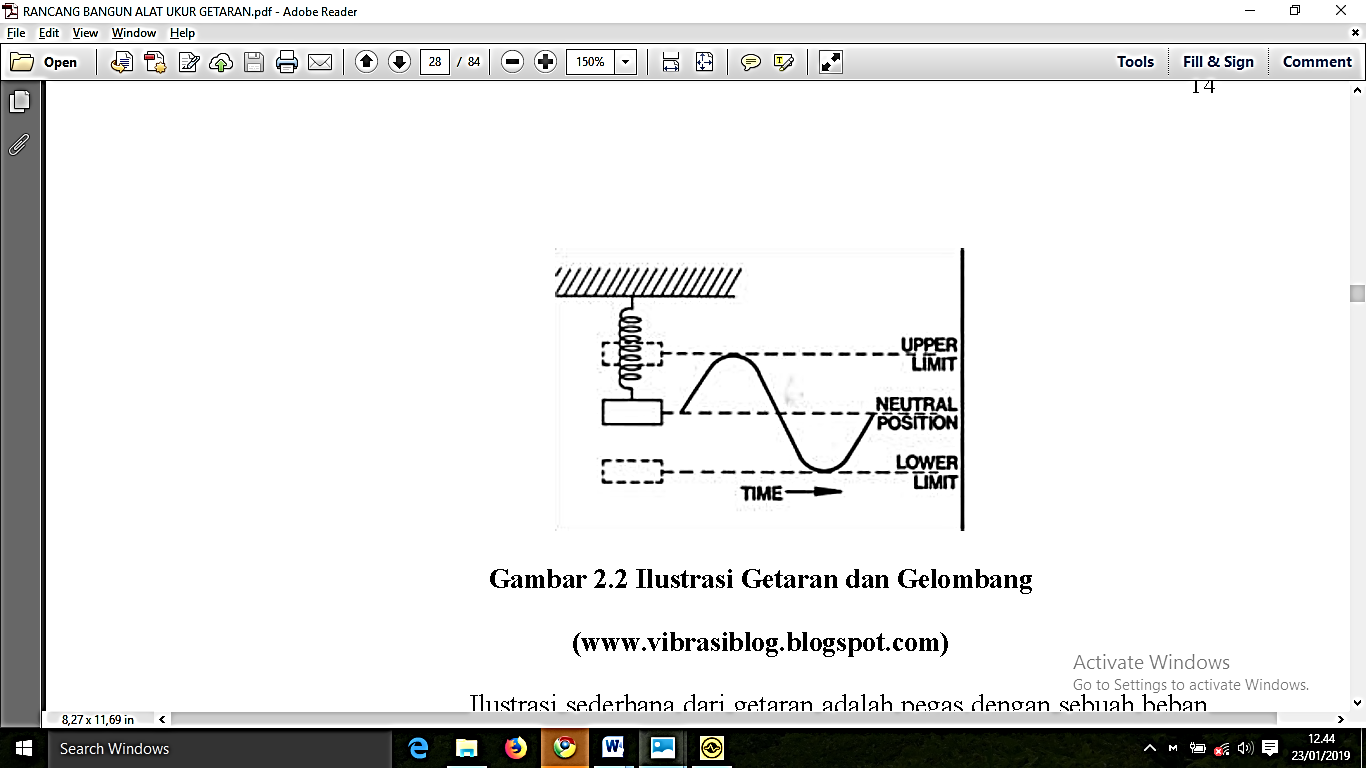 RANCANG BANGUN ALAT UKUR GETARAN.pdf - Adobe Reader
File Edit View Window Help
Open 28 / 84 150% Tools Fill & Sign Comment
14
UPPER
LIMIT
NEUTRAL
POSITION
LOWER
LIMIT
TIME
Gambar 2.2 Ilustrasi Getaran dan Gelombang
(www.vibrasiblog.blogspot.com)
Activate Windows
Go to Settings to activate Windows.
Ilustrasi sederhana dari getaran adalah pegas dengan sebuah beban
8,27 x 11,69 in
Search Windows
12.44
23/01/2019